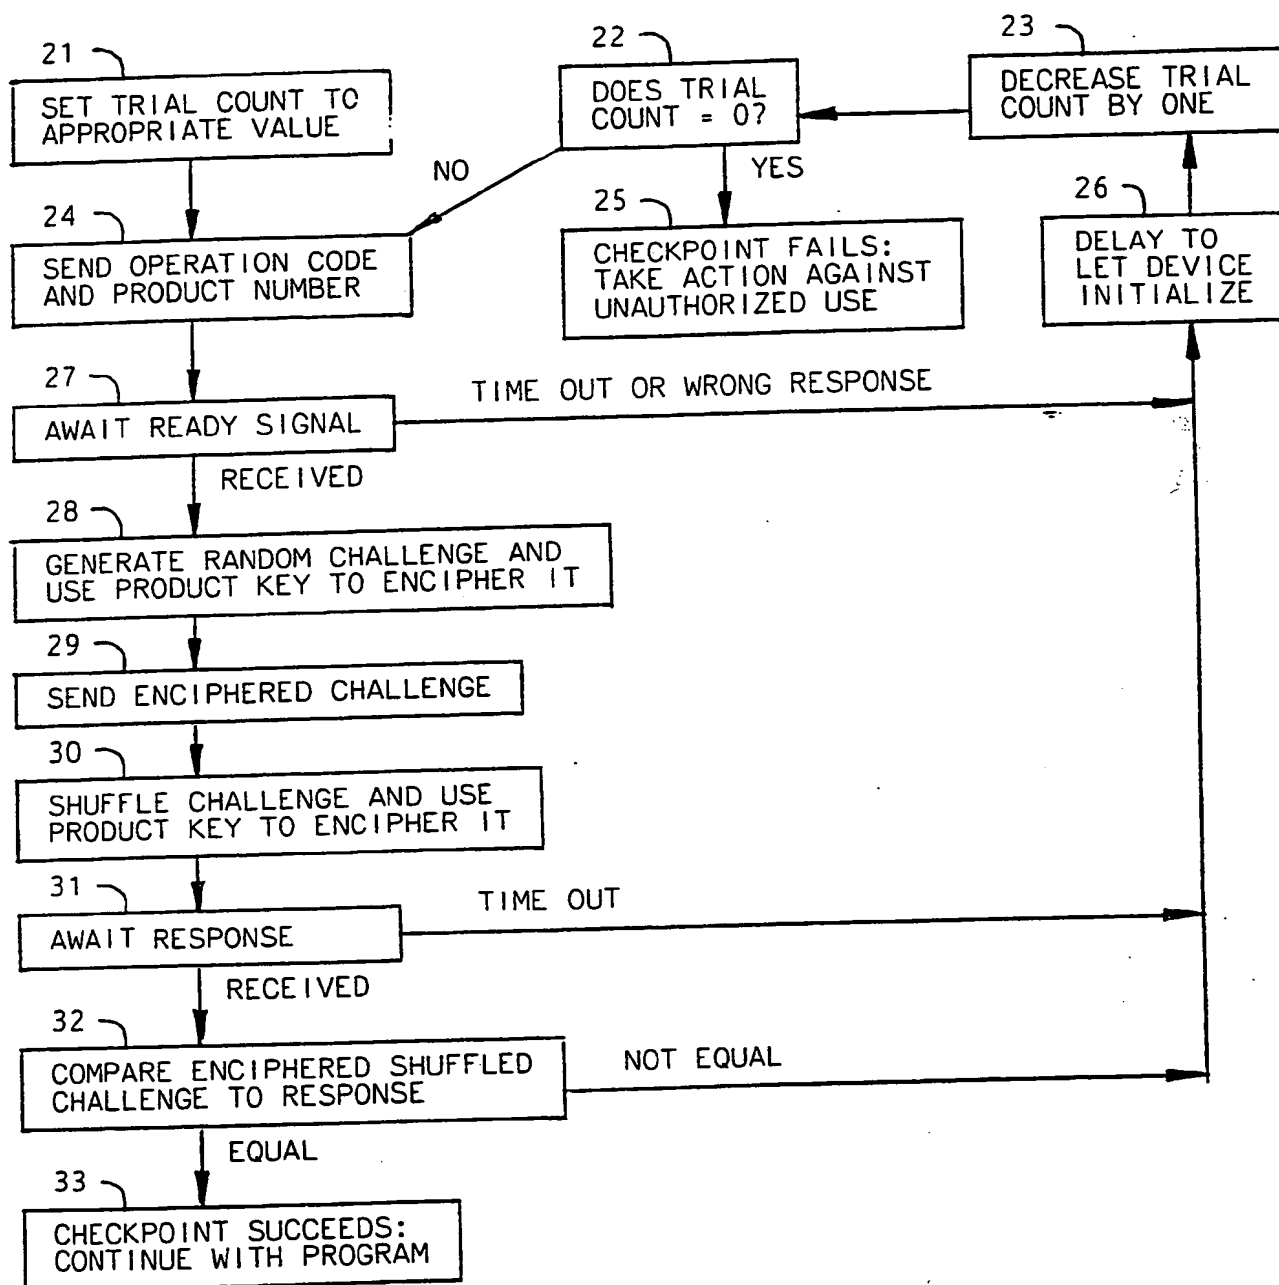 21
SET TRIAL COUNT TO
APPROPRIATE VALUE
22
DOES TRIAL
COUNT = 0?
23
DECREASE TRIAL
COUNT BY ONE
NO
YES
24
SEND OPERATION CODE
AND PRODUCT NUMBER
25
CHECKPOINT FAILS:
TAKE ACTION AGAINST
UNAUTHORIZED USE
26
DELAY TO
LET DEVICE
INITIALIZE
27
AWAIT READY SIGNAL
TIME OUT OR WRONG RESPONSE
RECEIVED
28
GENERATE RANDOM CHALLENGE AND
USE PRODUCT KEY TO ENCIPHER IT
29
SEND ENCIPHERED CHALLENGE
30
SHUFFLE CHALLENGE AND USE
PRODUCT KEY TO ENCIPHER IT
31
AWAIT RESPONSE
TIME OUT
RECEIVED
32
COMPARE ENCIPHERED SHUFFLED
CHALLENGE TO RESPONSE
NOT EQUAL
EQUAL
33
CHECKPOINT SUCCEEDS:
CONTINUE WITH PROGRAM